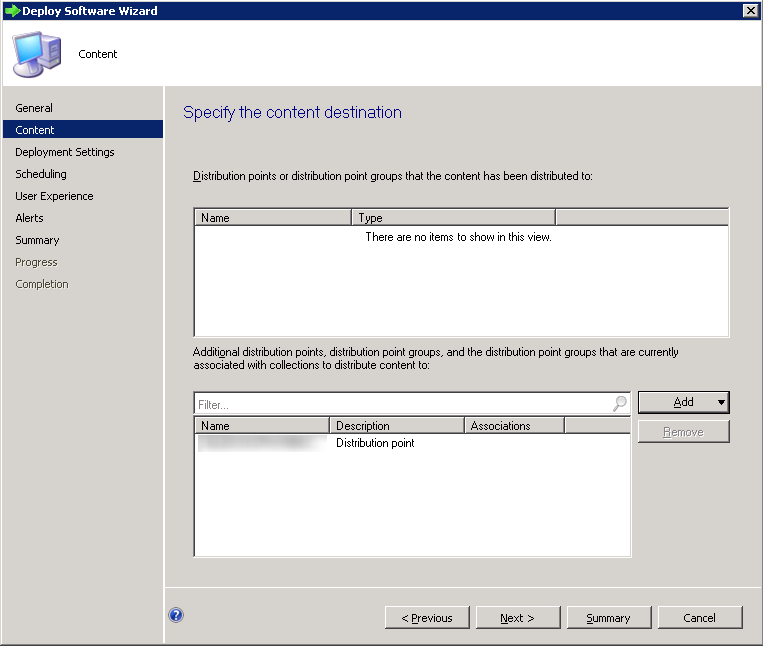 Deploy Software Wizard
Content
General
Content
Deployment Settings
Scheduling
User Experience
Alerts
Summary
Progress
Completion
Specify the content destination
Distribution points or distribution point groups that the content has been distributed to:
Name Type
There are no items to show in this view.
Additional distribution points, distribution point groups, and the distribution point groups that are currently
associated with collections to distribute content to:
Filter...
Add
Name Description Associations
Remove
Distribution point
< Previous Next > Summary Cancel